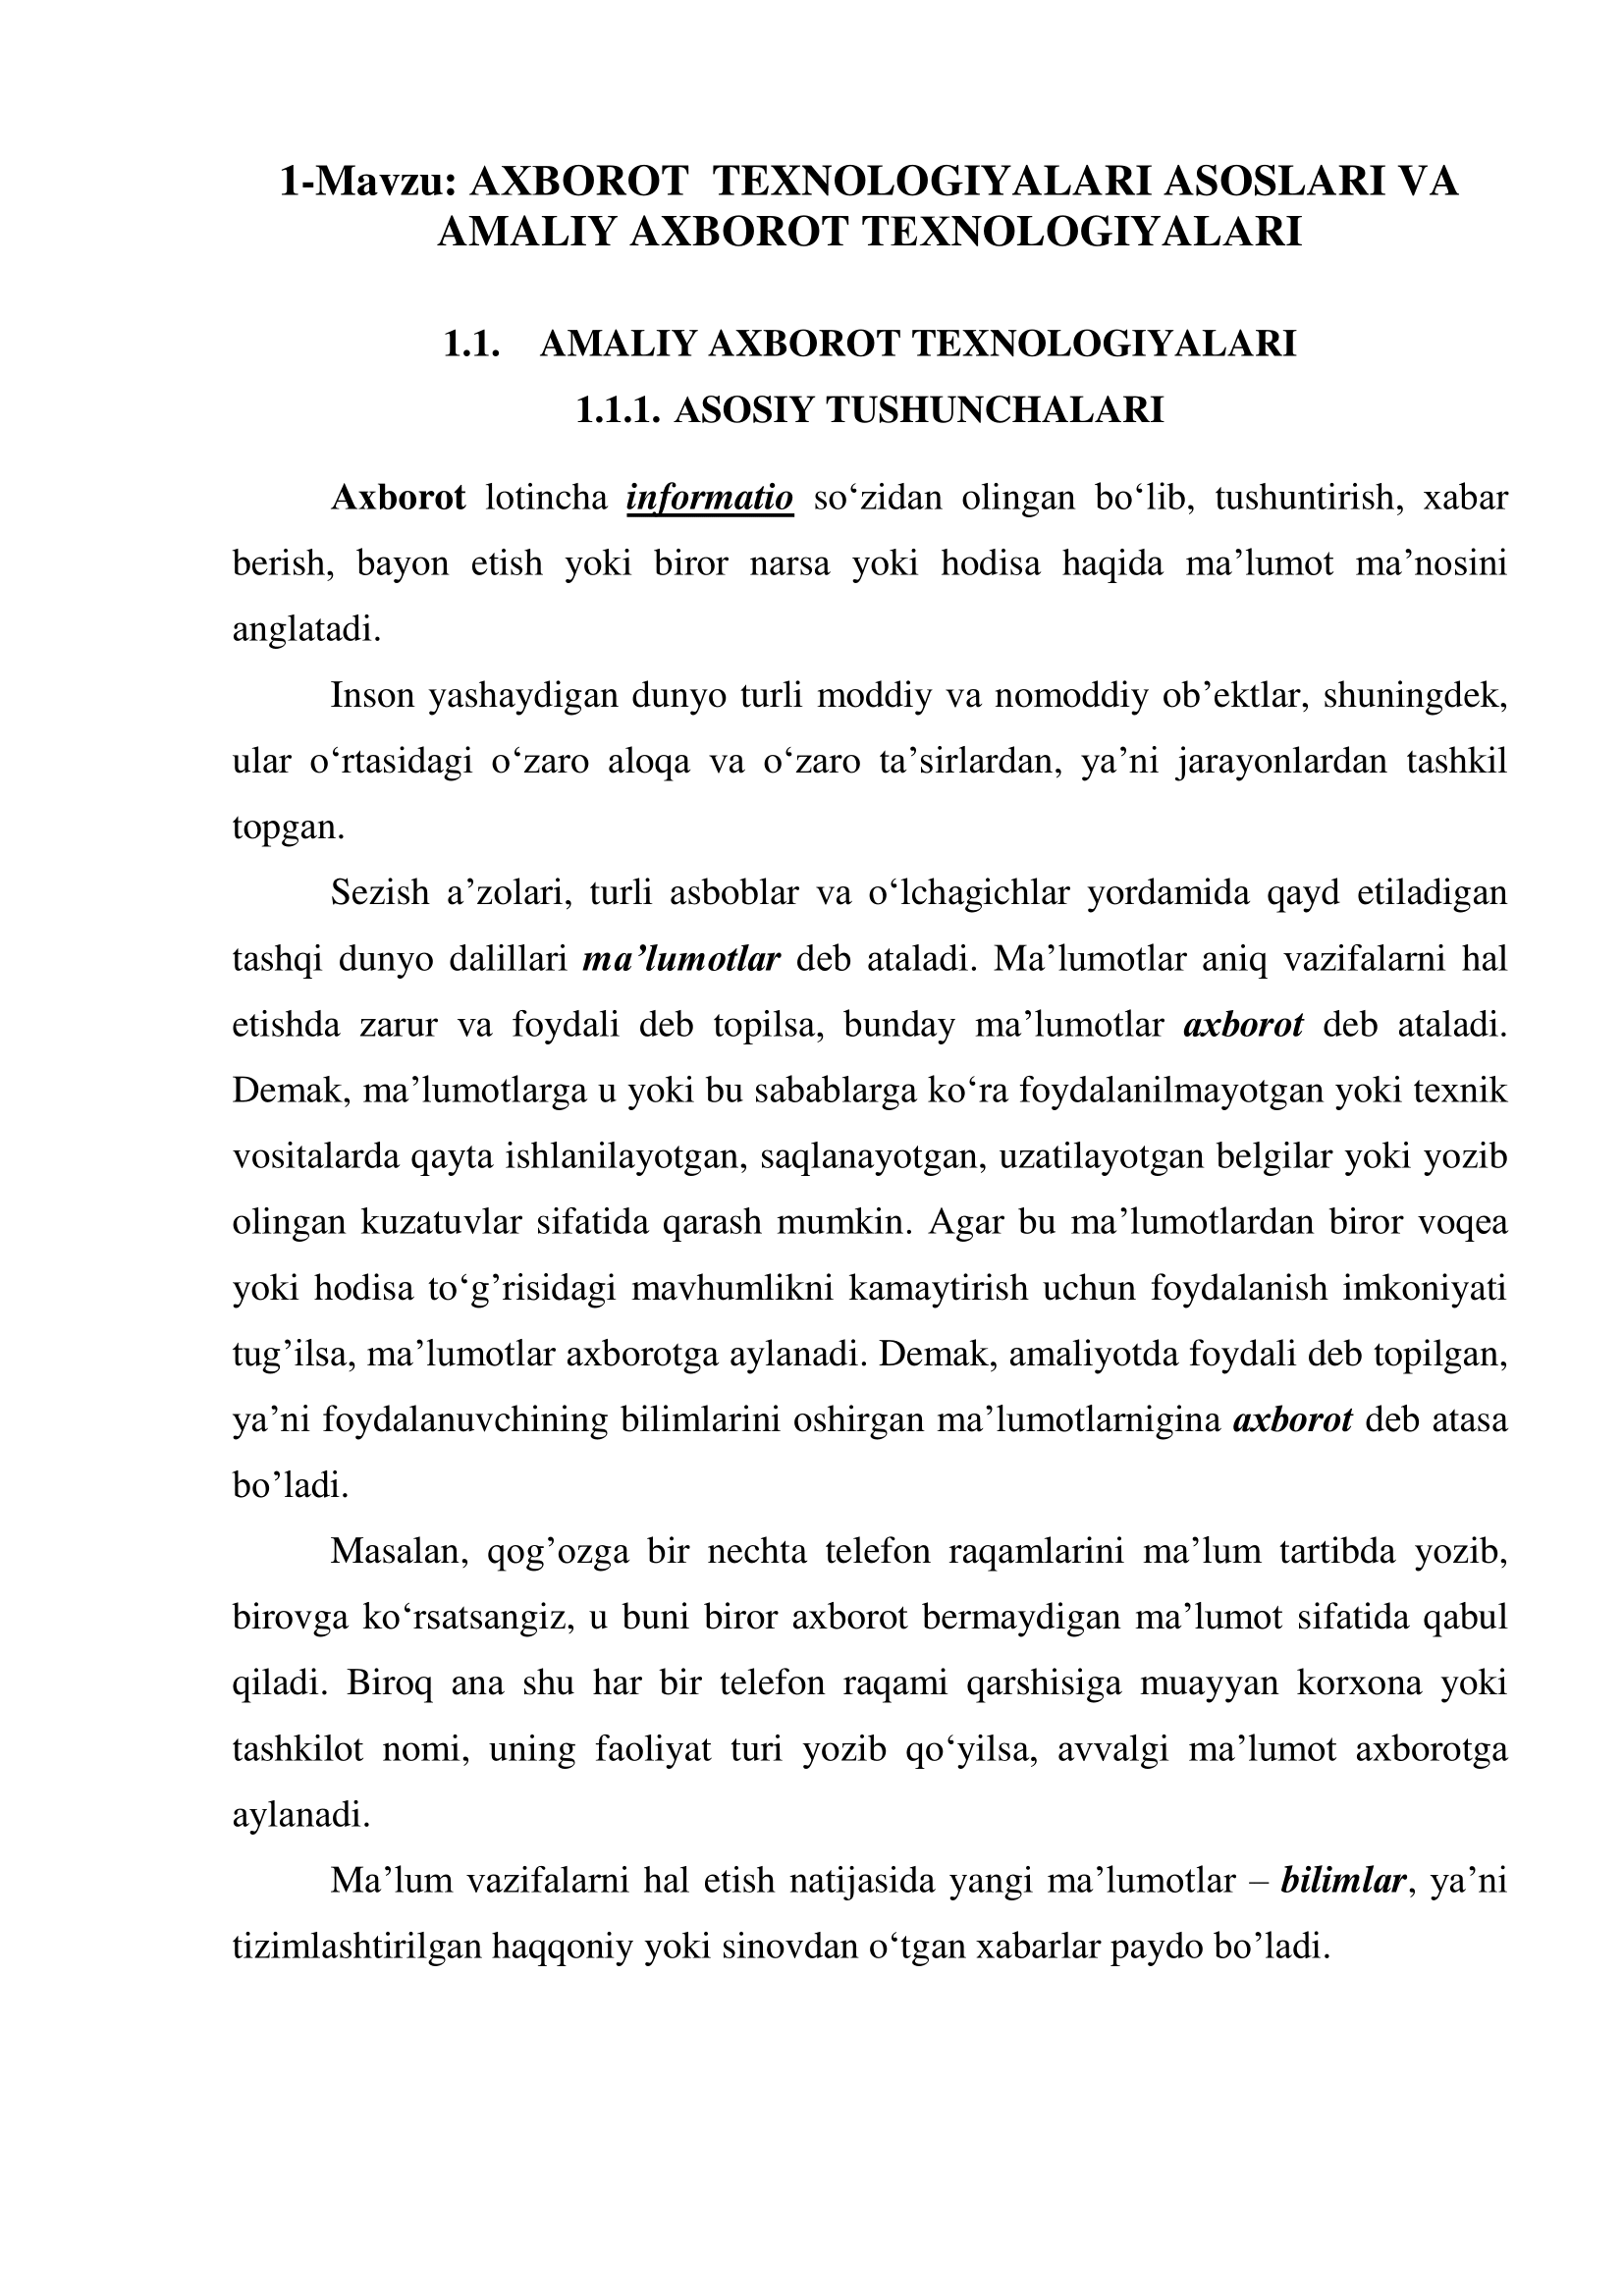 1-Mavzu: AXBOROT  TEXNOLOGIYALARI ASOSLARI VA
AMALIY AXBOROT TEXNOLOGIYALARI
1.1. AMALIY AXBOROT TEXNOLOGIYALARI
1.1.1. ASOSIY TUSHUNCHALARI
Axborot lotincha informatio so‘zidan olingan bo‘lib, tushuntirish, xabar
berish, bayon etish yoki biror narsa yoki hodisa haqida ma’lumot ma’nosini
anglatadi.
Inson yashaydigan dunyo turli moddiy va nomoddiy ob’ektlar, shuningdek,
ular o‘rtasidagi o‘zaro aloqa va o‘zaro ta’sirlardan, ya’ni jarayonlardan tashkil
topgan.
Sezish a’zolari, turli asboblar va o‘lchagichlar yordamida qayd etiladigan
tashqi dunyo dalillari ma’lumotlar deb ataladi. Ma’lumotlar aniq vazifalarni hal
etishda zarur va foydali deb topilsa, bunday ma’lumotlar axborot deb ataladi.
Demak, ma’lumotlarga u yoki bu sabablarga ko‘ra foydalanilmayotgan yoki texnik
vositalarda qayta ishlanilayotgan, saqlanayotgan, uzatilayotgan belgilar yoki yozib
olingan kuzatuvlar sifatida qarash mumkin. Agar bu ma’lumotlardan biror voqea
yoki hodisa to‘g’risidagi mavhumlikni kamaytirish uchun foydalanish imkoniyati
tug’ilsa, ma’lumotlar axborotga aylanadi. Demak, amaliyotda foydali deb topilgan,
ya’ni foydalanuvchining bilimlarini oshirgan ma’lumotlarnigina axborot deb atasa
bo’ladi.
Masalan, qog’ozga bir nechta telefon raqamlarini ma’lum tartibda yozib,
birovga ko‘rsatsangiz, u buni biror axborot bermaydigan ma’lumot sifatida qabul
qiladi. Biroq ana shu har bir telefon raqami qarshisiga muayyan korxona yoki
tashkilot nomi, uning faoliyat turi yozib qo‘yilsa, avvalgi ma’lumot axborotga
aylanadi.
Ma’lum vazifalarni hal etish natijasida yangi ma’lumotlar – bilimlar, ya’ni
tizimlashtirilgan haqqoniy yoki sinovdan o‘tgan xabarlar paydo bo’ladi.